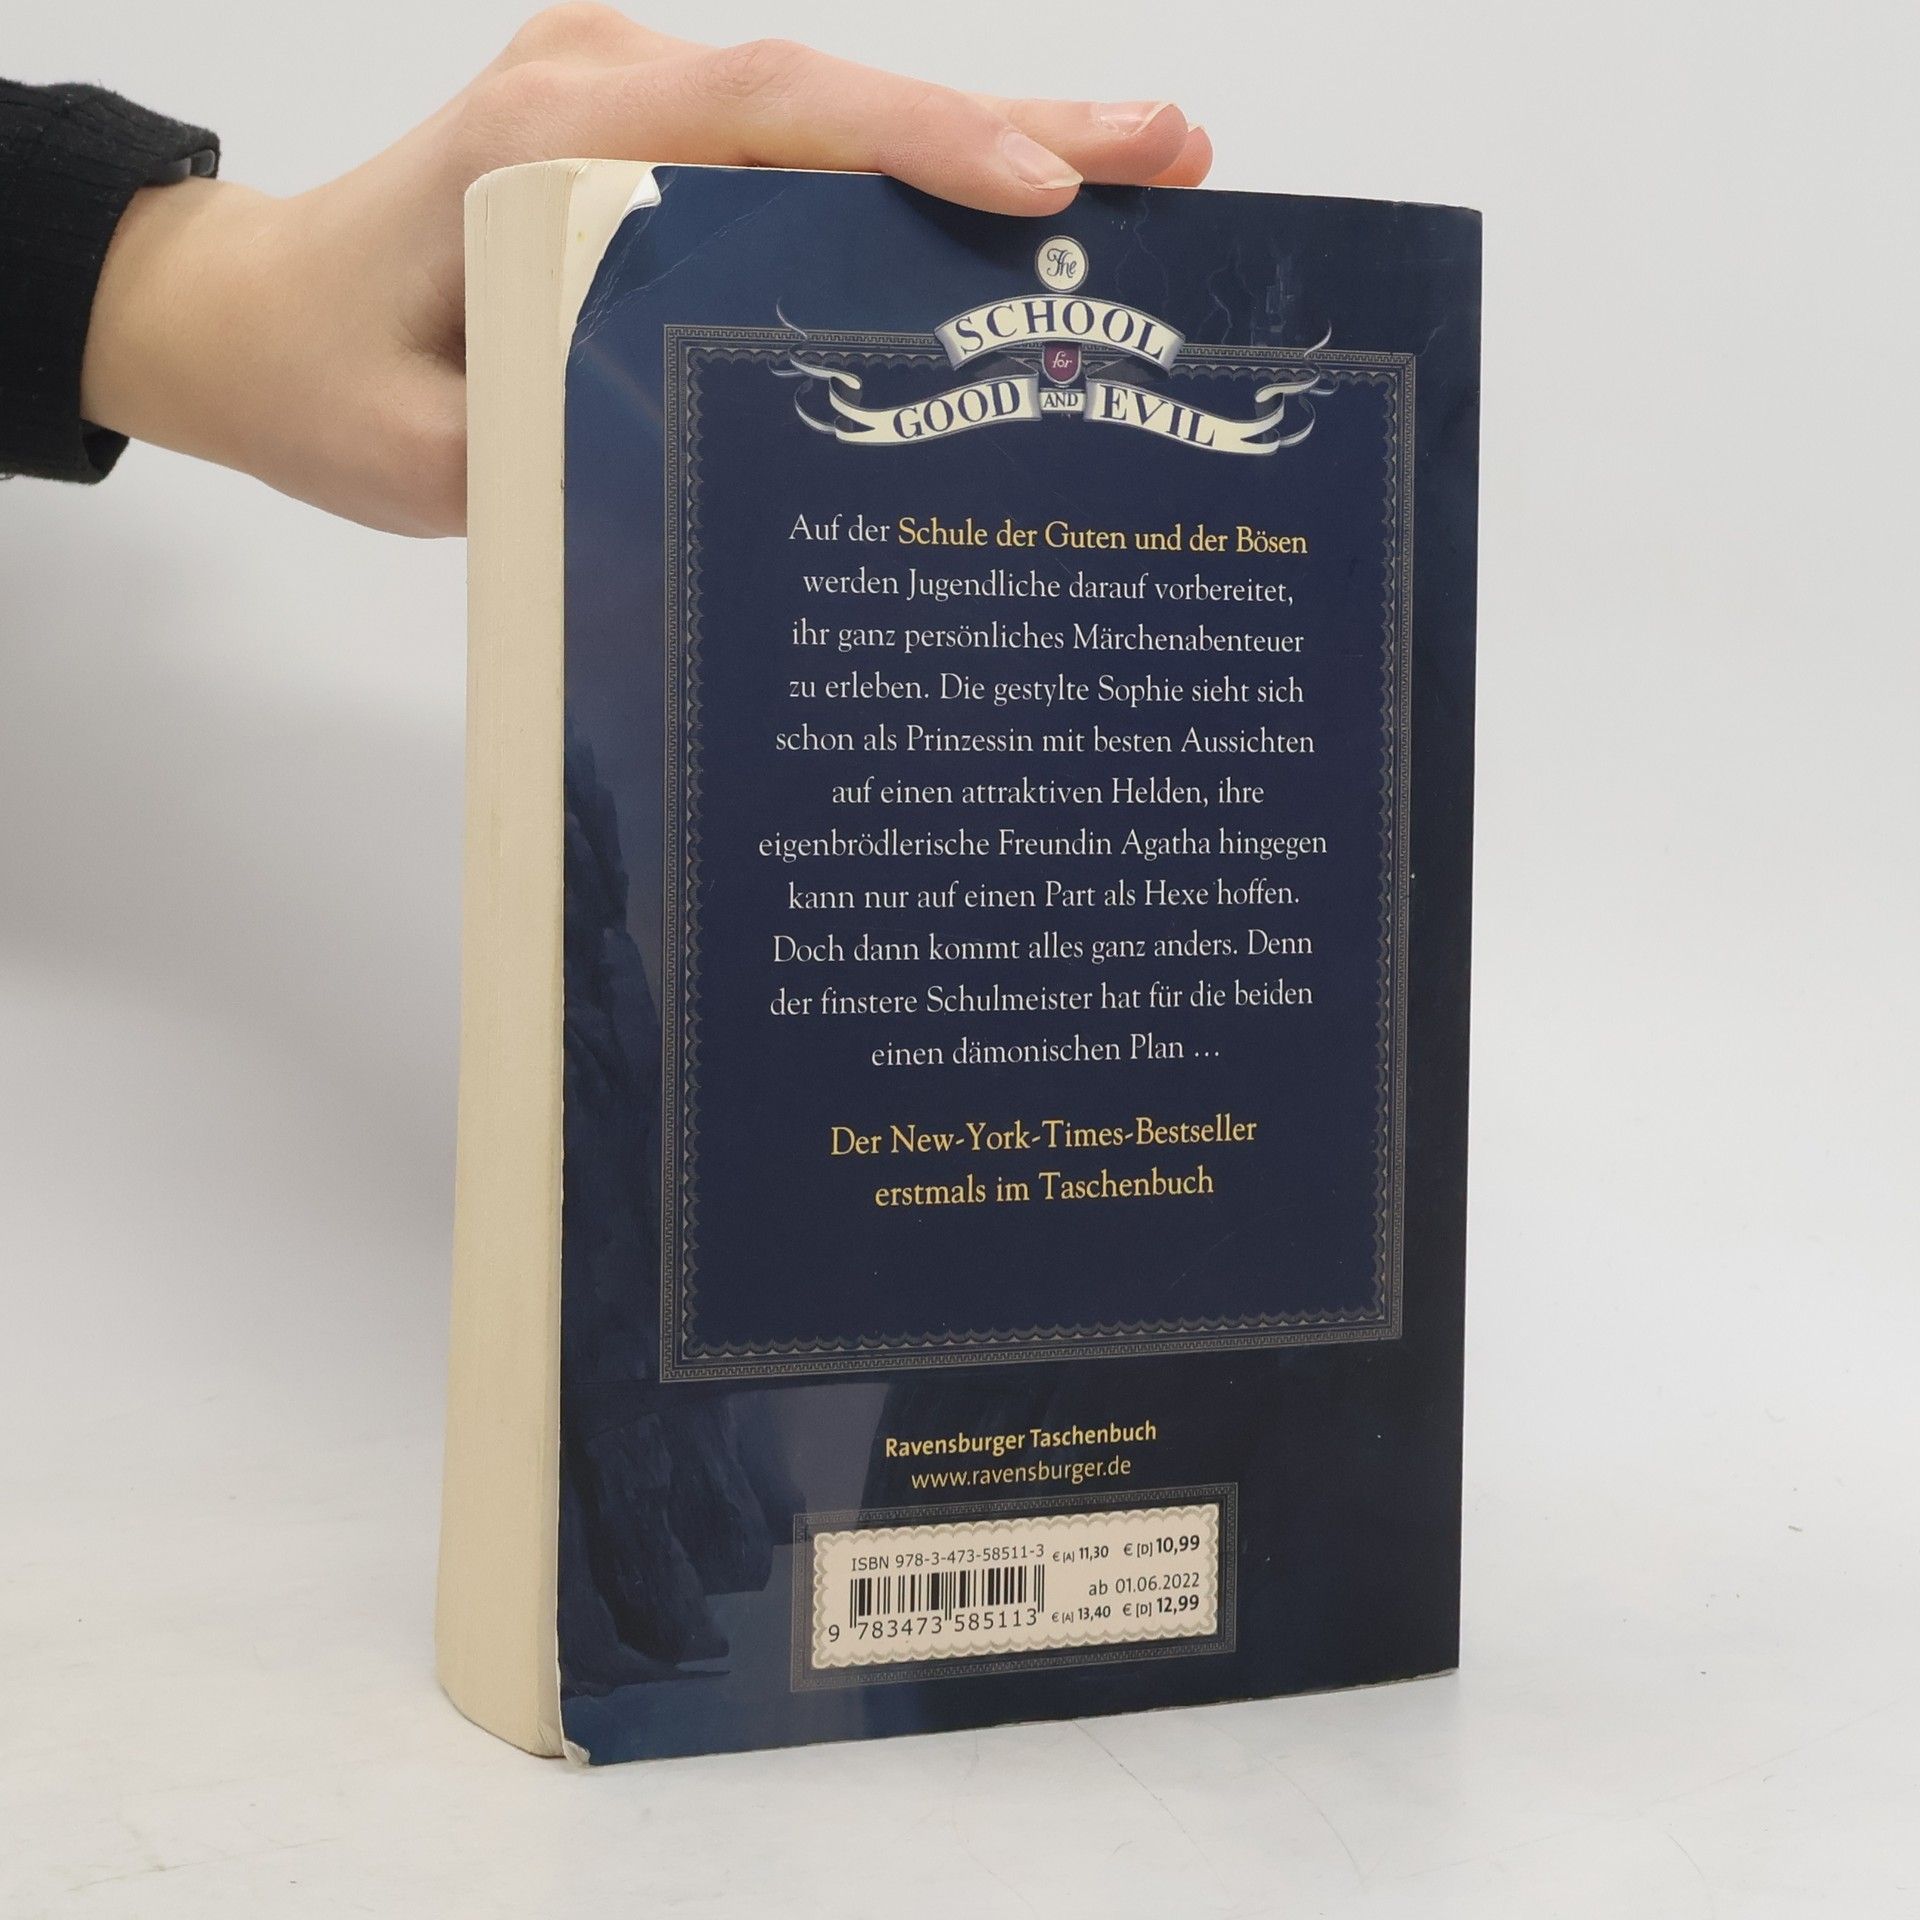 The
SCHOOL
for
GOOD AND EVIL
Auf der Schule der Guten und der Bösen
werden Jugendliche darauf vorbereitet,
ihr ganz persönliches Märchenabenteuer
zu erleben. Die gestylte Sophie sieht sich
schon als Prinzessin mit besten Aussichten
auf einen attraktiven Helden, ihre
eigenbrödlerische Freundin Agatha hingegen
kann nur auf einen Part als Hexe hoffen.
Doch dann kommt alles ganz anders. Denn
der finstere Schulmeister hat für die beiden
einen dämonischen Plan …
Der New-York-Times-Bestseller
erstmals im Taschenbuch
Ravensburger Taschenbuch
www.ravensburger.de
ISBN 978-3-473-58511-3 € [A] 11,30 € [D] 10,99
ab 01.06.2022
€ [A] 13,40 € [D] 12,99
9 783473 585113